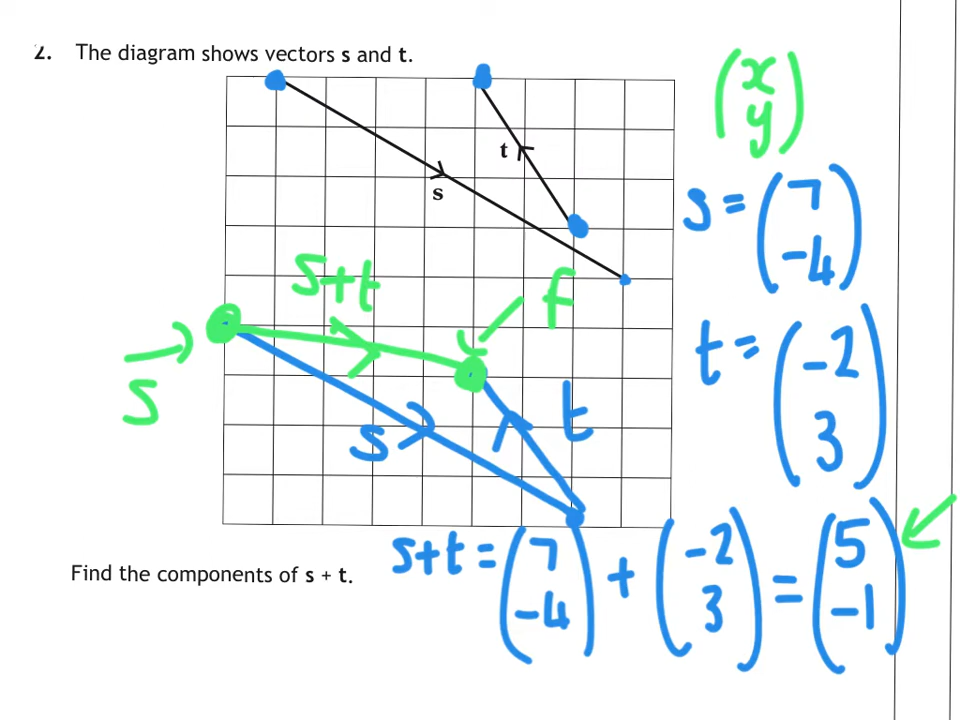 2. The diagram shows vectors s and t.
t
s
s+t
f
s
s
t
(x
y)
s = (7
-4)
t = (-2
3)
Find the components of s + t.
s+t = (7
-4) + (-2
3) = (5
-1)